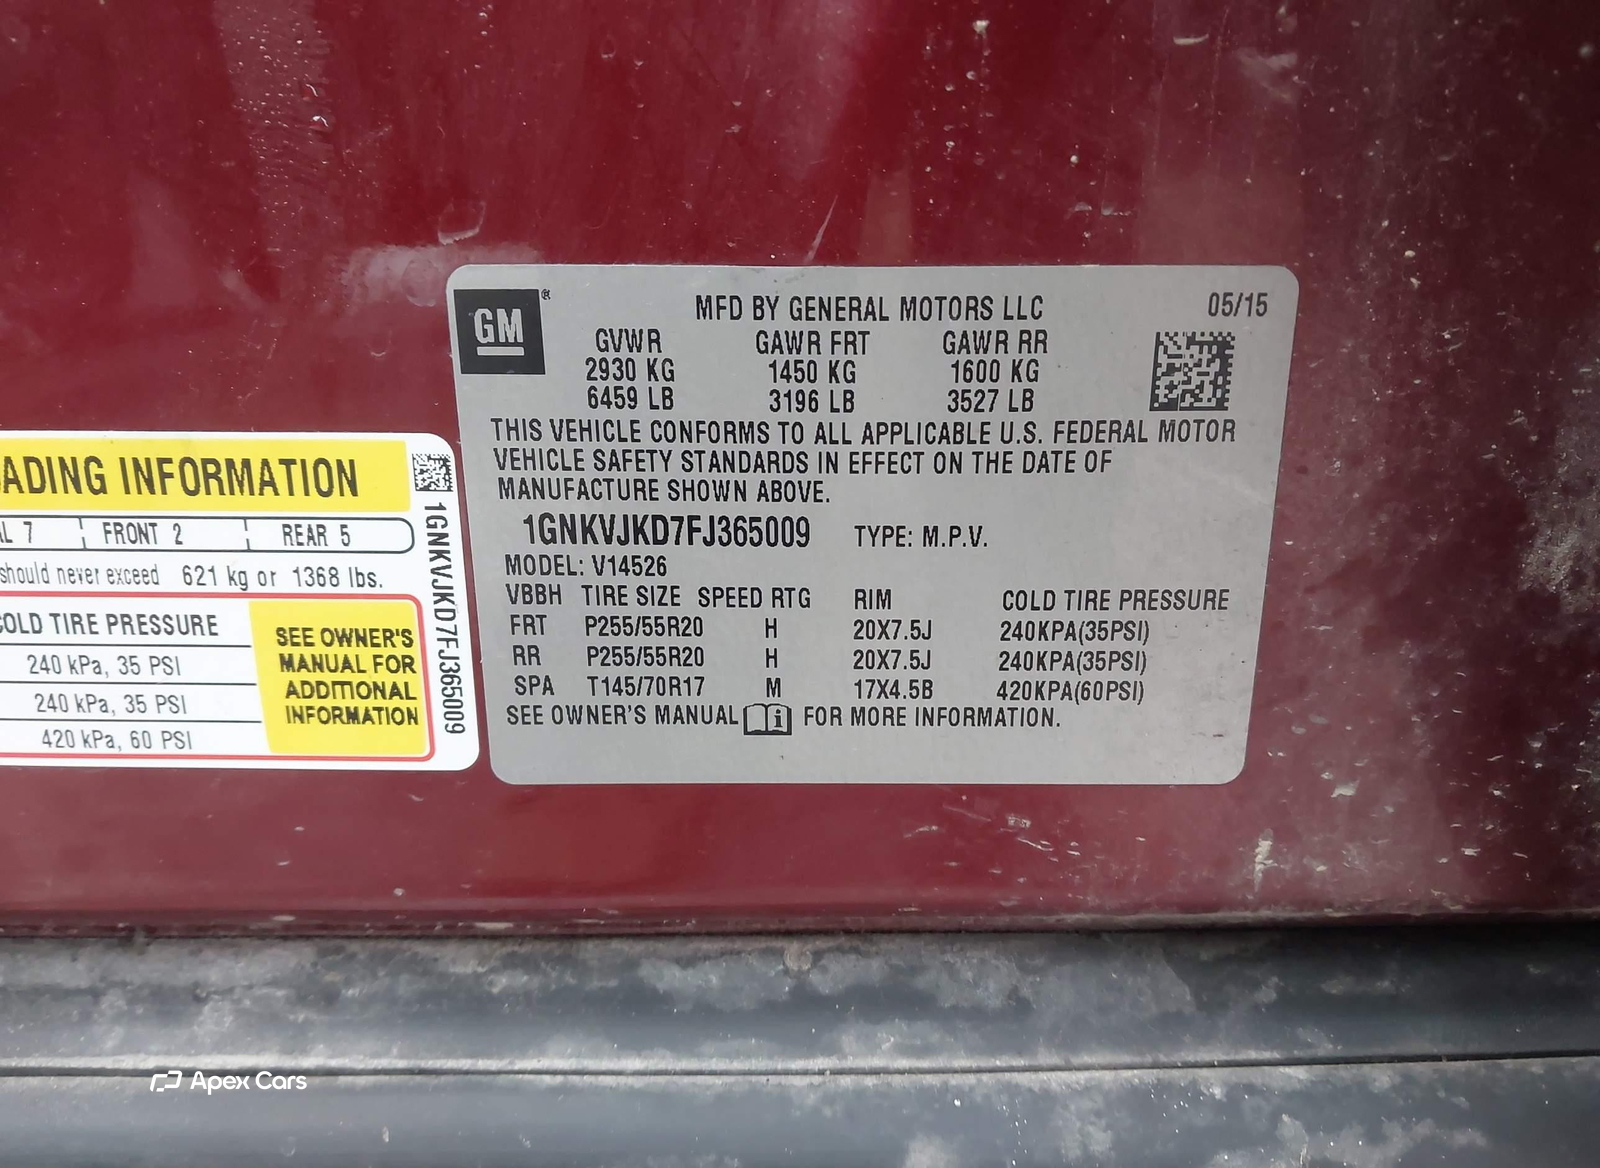 GM®
MFD BY GENERAL MOTORS LLC 05/15
GVWR GAWR FRT GAWR RR
2930 KG 1450 KG 1600 KG
6459 LB 3196 LB 3527 LB
THIS VEHICLE CONFORMS TO ALL APPLICABLE U.S. FEDERAL MOTOR
VEHICLE SAFETY STANDARDS IN EFFECT ON THE DATE OF
MANUFACTURE SHOWN ABOVE.
1GNKVJKD7FJ365009 TYPE: M.P.V.
MODEL: V14526
VBBH TIRE SIZE SPEED RTG RIM COLD TIRE PRESSURE
FRT P255/55R20 H 20X7.5J 240KPA(35PSI)
RR P255/55R20 H 20X7.5J 240KPA(35PSI)
SPA T145/70R17 M 17X4.5B 420KPA(60PSI)
SEE OWNER'S MANUAL i FOR MORE INFORMATION.
ADING INFORMATION
L 7 FRONT 2 REAR 5
should never exceed 621 kg or 1368 lbs.
COLD TIRE PRESSURE
240 kPa, 35 PSI
240 kPa, 35 PSI
420 kPa, 60 PSI
SEE OWNER'S
MANUAL FOR
ADDITIONAL
INFORMATION
1GNKVJKD7FJ365009
Apex Cars